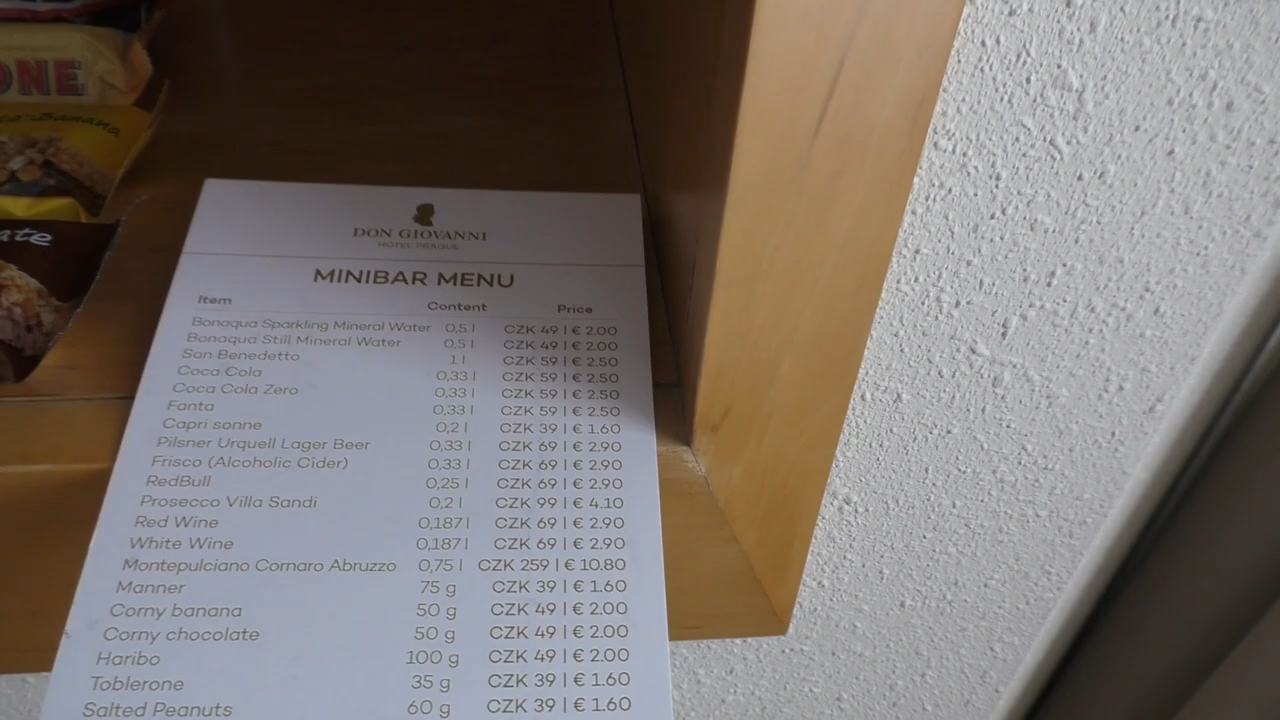 ONE
Banana
ate
DON GIOVANNI
HOTEL PRAGUE
MINIBAR MENU
Item Content Price
Bonaqua Sparkling Mineral Water 0,5 l CZK 49 | € 2.00
Bonaqua Still Mineral Water 0,5 l CZK 49 | € 2.00
San Benedetto 1 l CZK 59 | € 2.50
Coca Cola 0,33 l CZK 59 | € 2.50
Coca Cola Zero 0,33 l CZK 59 | € 2.50
Fanta 0,33 l CZK 59 | € 2.50
Capri sonne 0,2 l CZK 39 | € 1.60
Pilsner Urquell Lager Beer 0,33 l CZK 69 | € 2.90
Frisco (Alcoholic Cider) 0,33 l CZK 69 | € 2.90
RedBull 0,25 l CZK 69 | € 2.90
Prosecco Villa Sandi 0,2 l CZK 99 | € 4.10
Red Wine 0,187 l CZK 69 | € 2.90
White Wine 0,187 l CZK 69 | € 2.90
Montepulciano Cornaro Abruzzo 0,75 l CZK 259 | € 10.80
Manner 75 g CZK 39 | € 1.60
Corny banana 50 g CZK 49 | € 2.00
Corny chocolate 50 g CZK 49 | € 2.00
Haribo 100 g CZK 49 | € 2.00
Toblerone 35 g CZK 39 | € 1.60
Salted Peanuts 60 g CZK 39 | € 1.60